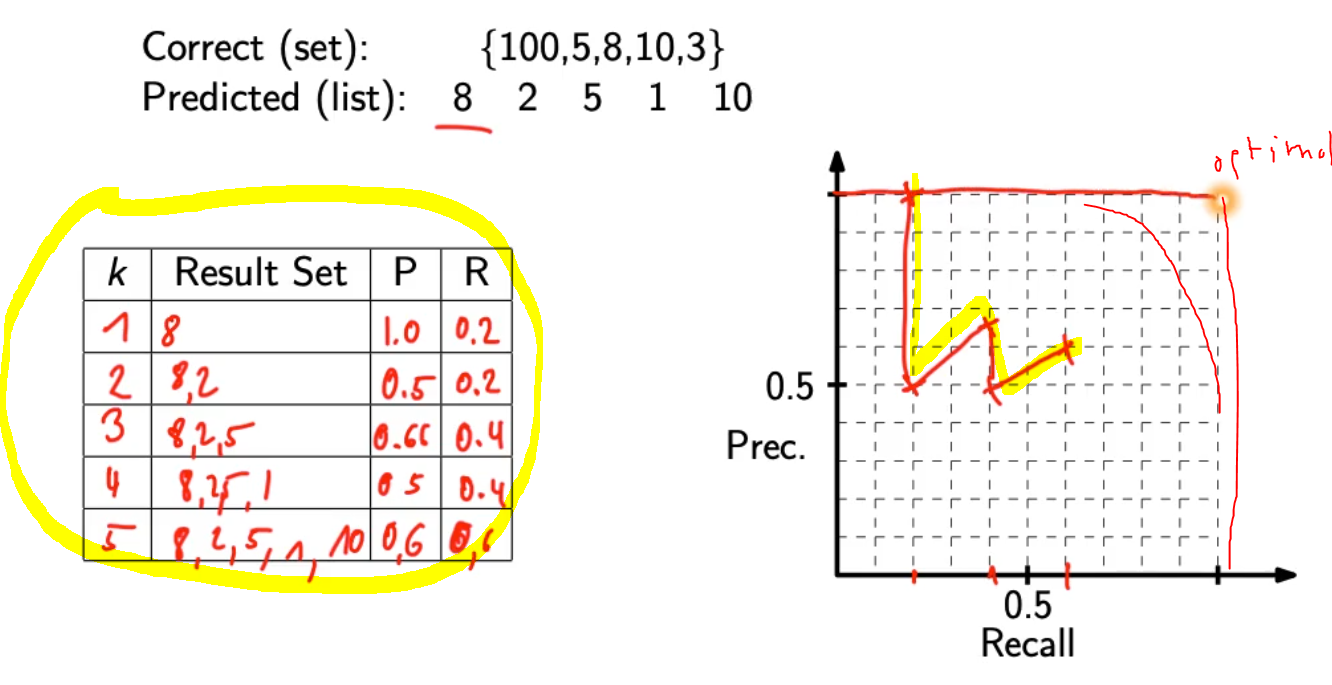 Correct (set): {100,5,8,10,3}
Predicted (list): 8 2 5 1 10
optimal
k Result Set P R
1 8 1.0 0.2
2 8,2 0.5 0.2
3 8,2,5 0.66 0.4
4 8,2,5,1 0 5 0.4
5 8,2,5,1,10 0,6 0,6
0.5
Prec.
0.5
Recall